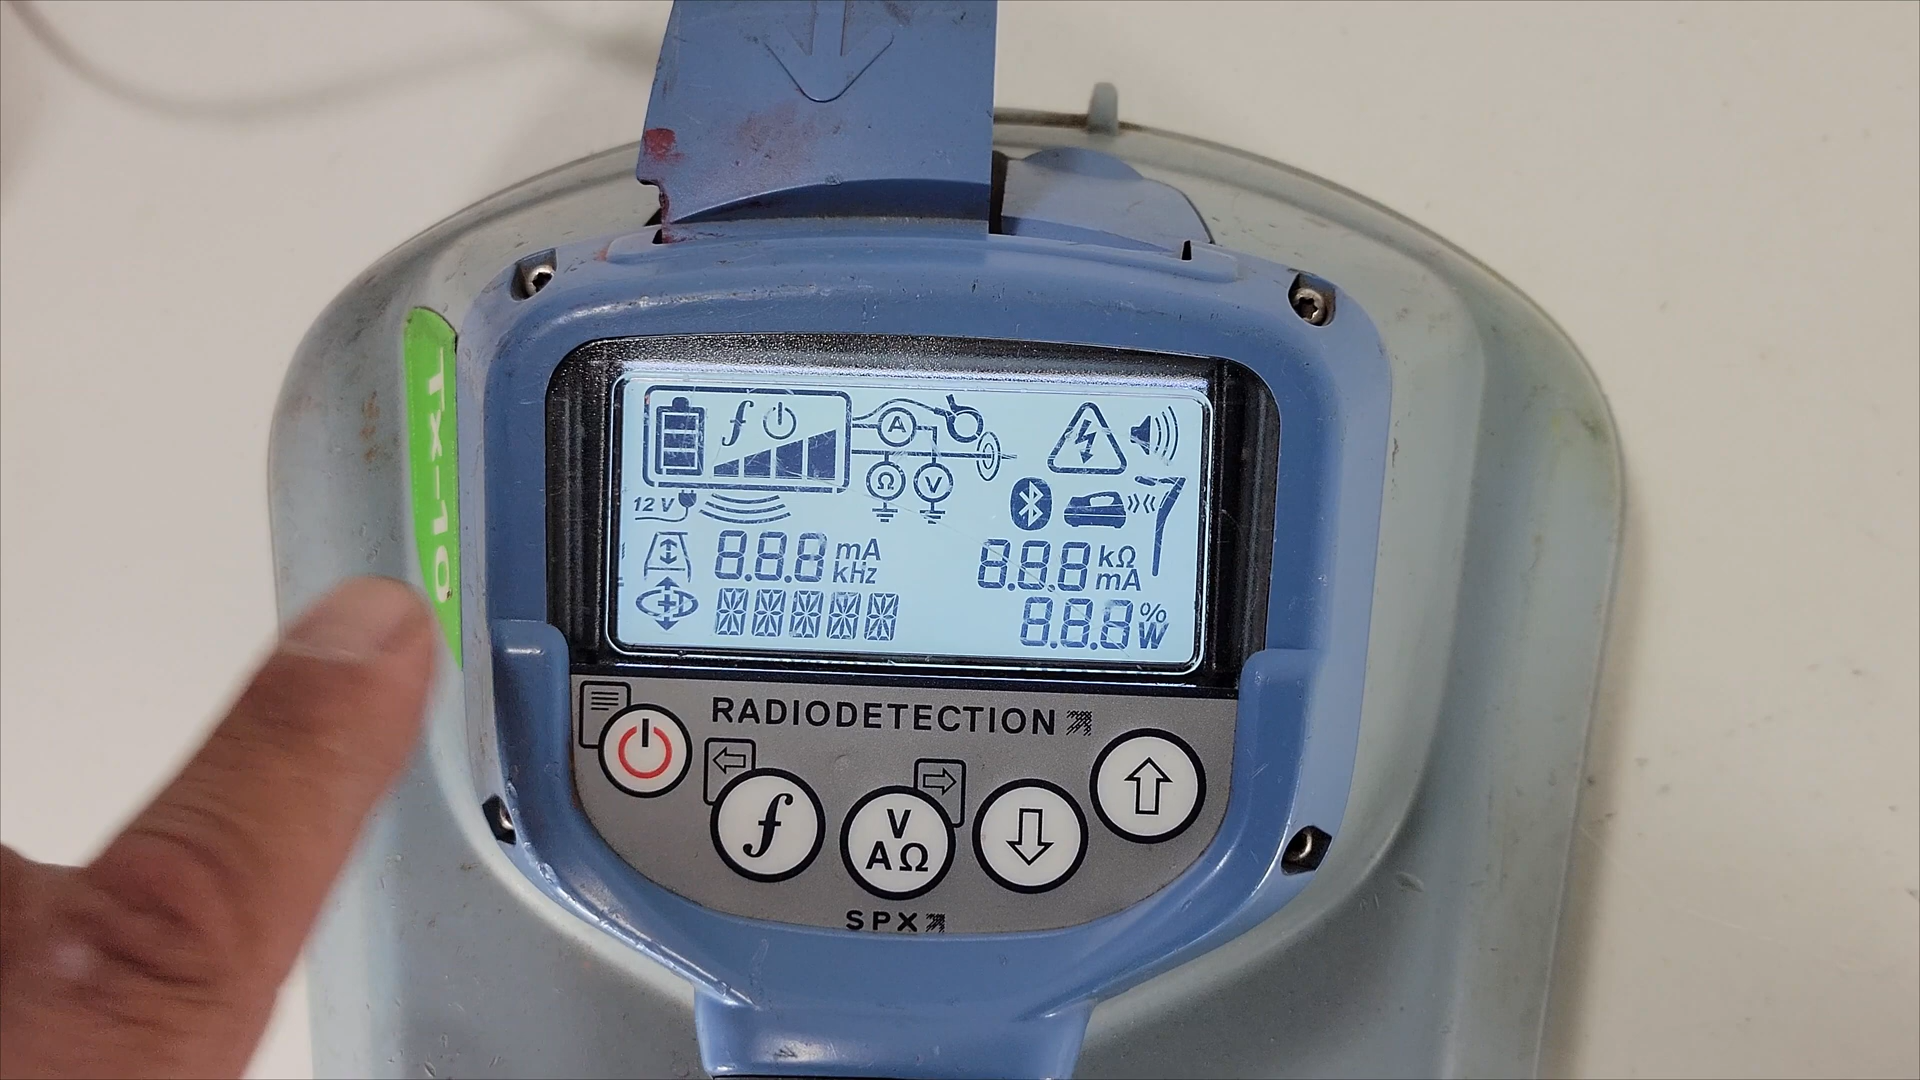 TX-10
f
A
Ω V
12 V
8.8.8 mA
kHz
8.8.8 kΩ
mA
8.8.8 %
W
RADIODETECTION
f
V
AΩ
SPX